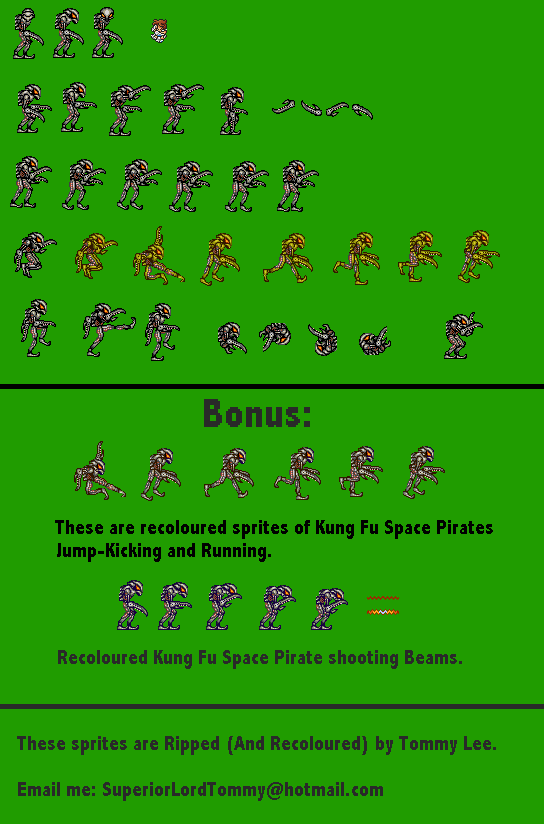 Bonus:
These are recoloured sprites of Kung Fu Space Pirates
Jump-Kicking and Running.
Recoloured Kung Fu Space Pirate shooting Beams.
These sprites are Ripped (And Recoloured) by Tommy Lee.
Email me: SuperiorLordTommy@hotmail.com